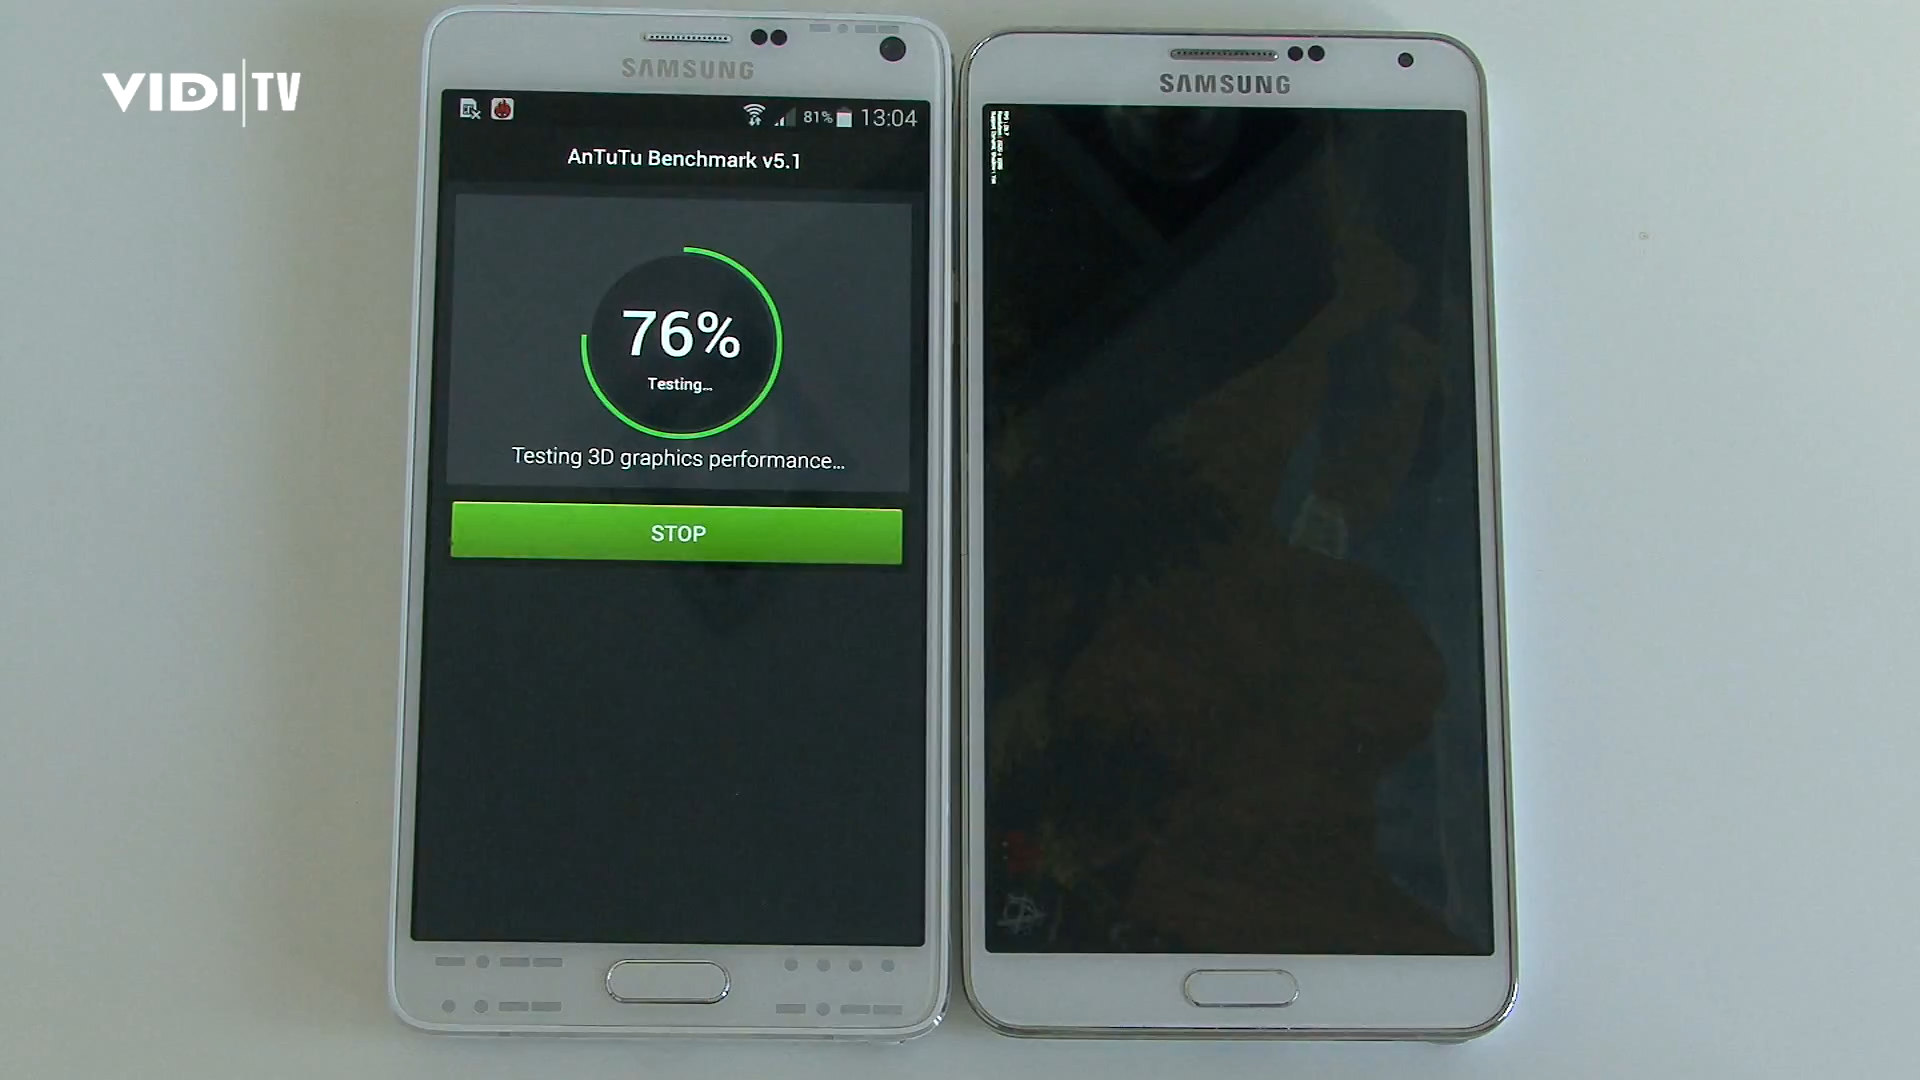 VIDI|TV
SAMSUNG
81% 13:04
AnTuTu Benchmark v5.1
76%
Testing...
Testing 3D graphics performance...
STOP
SAMSUNG